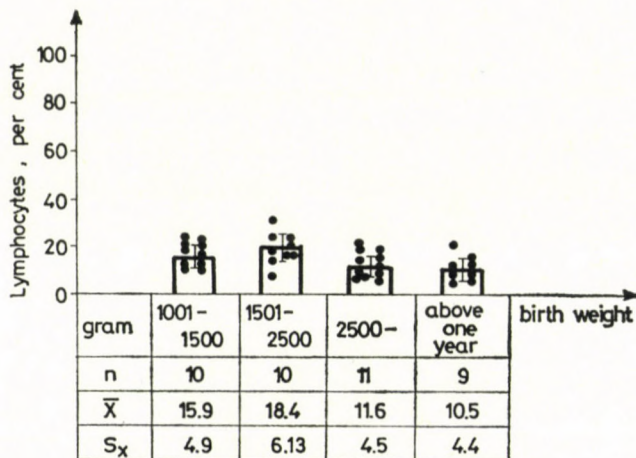 Lymphocytes, per cent
100
80
60
40
20
0
gram 1001- 1500 1501- 2500 2500- above one year birth weight
n 10 10 11 9
X̅ 15.9 18.4 11.6 10.5
Sx 4.9 6.13 4.5 4.4